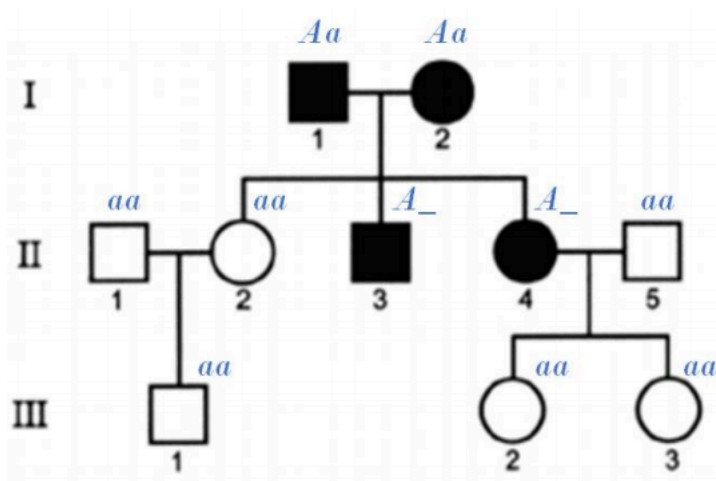 Aa Aa
I
1 2
aa aa A_ A_ aa
II
1 2 3 4 5
aa aa aa
III
1 2 3